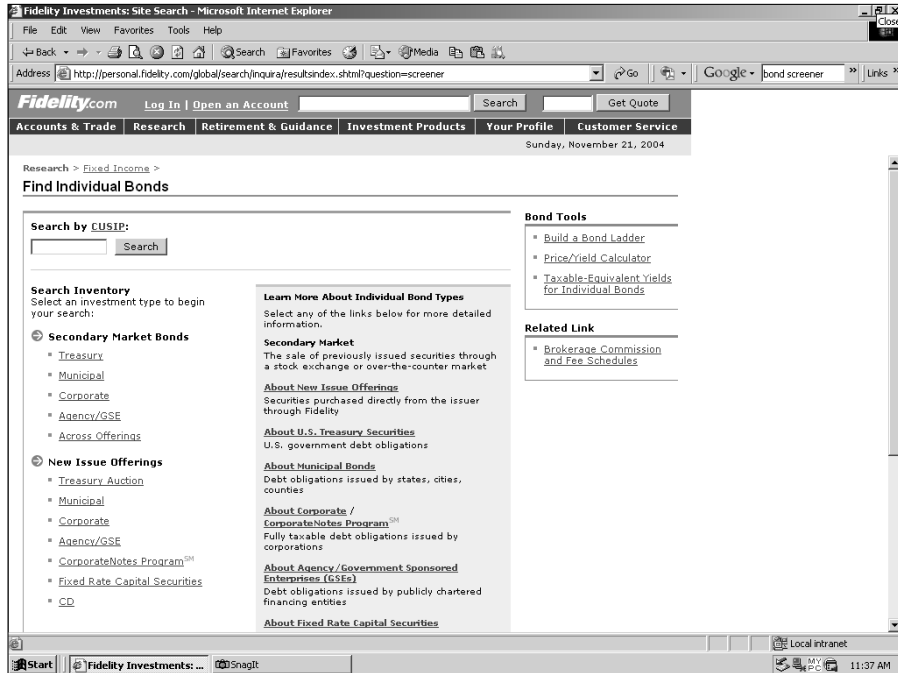 Fidelity Investments: Site Search - Microsoft Internet Explorer
Close
File Edit View Favorites Tools Help
Back Search Favorites Media
Address http://personal.fidelity.com/global/search/inquira/resultsindex.shtml?question=screener Go Google bond screener » Links »
Fidelity.com Log In | Open an Account Search Get Quote
Accounts & Trade Research Retirement & Guidance Investment Products Your Profile Customer Service
Sunday, November 21, 2004
Research > Fixed Income >
Find Individual Bonds
Search by CUSIP:
Search
Search Inventory
Select an investment type to begin
your search:
Secondary Market Bonds
Treasury
Municipal
Corporate
Agency/GSE
Across Offerings
New Issue Offerings
Treasury Auction
Municipal
Corporate
Agency/GSE
CorporateNotes Program SM
Fixed Rate Capital Securities
CD
Learn More About Individual Bond Types
Select any of the links below for more detailed
information.
Secondary Market
The sale of previously issued securities through
a stock exchange or over-the-counter market
About New Issue Offerings
Securities purchased directly from the issuer
through Fidelity
About U.S. Treasury Securities
U.S. government debt obligations
About Municipal Bonds
Debt obligations issued by states, cities,
counties
About Corporate /
CorporateNotes Program SM
Fully taxable debt obligations issued by
corporations
About Agency/Government Sponsored
Enterprises (GSEs)
Debt obligations issued by publicly chartered
financing entities
About Fixed Rate Capital Securities
Bond Tools
Build a Bond Ladder
Price/Yield Calculator
Taxable-Equivalent Yields
for Individual Bonds
Related Link
Brokerage Commission
and Fee Schedules
Local intranet
Start Fidelity Investments: ... SnagIt MY PC 11:37 AM